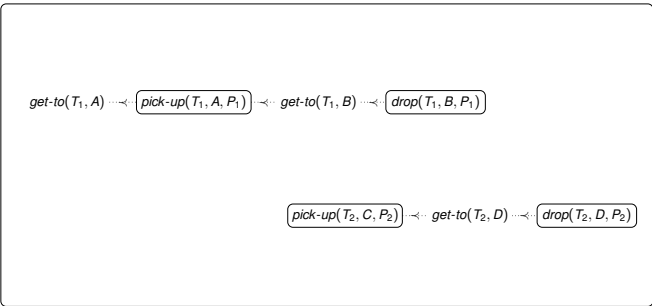 get-to(T₁, A) ≺ pick-up(T₁, A, P₁) ≺ get-to(T₁, B) ≺ drop(T₁, B, P₁)
pick-up(T₂, C, P₂) ≺ get-to(T₂, D) ≺ drop(T₂, D, P₂)